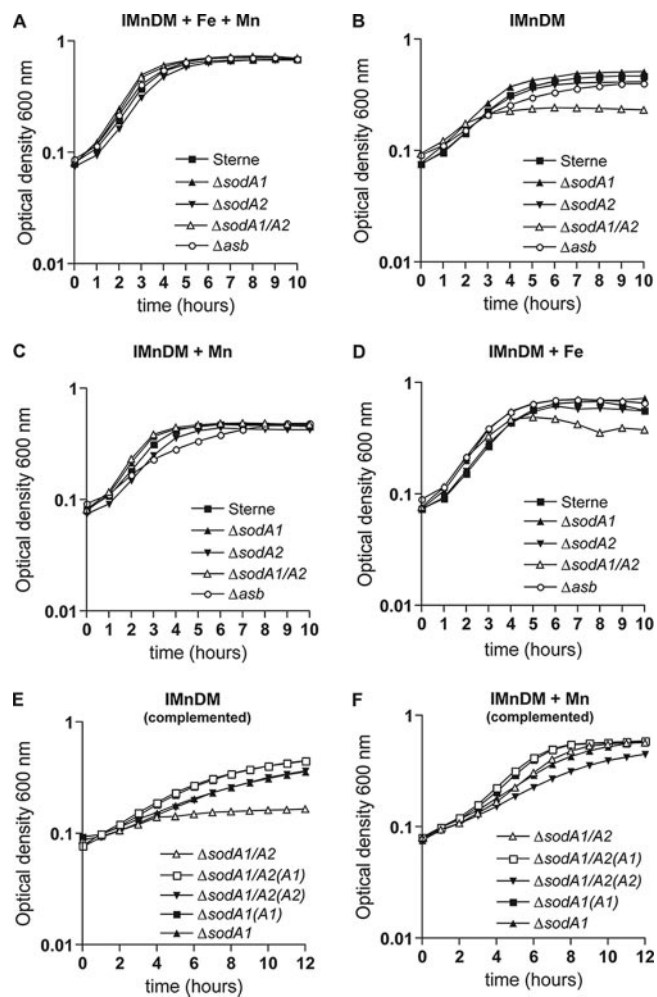 A
IMnDM + Fe + Mn
Optical density 600 nm
1
0.1
0.01
Sterne
ΔsodA1
ΔsodA2
ΔsodA1/A2
Δasb
0 1 2 3 4 5 6 7 8 9 10
time (hours)
B
IMnDM
Optical density 600 nm
1
0.1
0.01
Sterne
ΔsodA1
ΔsodA2
ΔsodA1/A2
Δasb
0 1 2 3 4 5 6 7 8 9 10
time (hours)
C
IMnDM + Mn
Optical density 600 nm
1
0.1
0.01
Sterne
ΔsodA1
ΔsodA2
ΔsodA1/A2
Δasb
0 1 2 3 4 5 6 7 8 9 10
time (hours)
D
IMnDM + Fe
Optical density 600 nm
1
0.1
0.01
Sterne
ΔsodA1
ΔsodA2
ΔsodA1/A2
Δasb
0 1 2 3 4 5 6 7 8 9 10
time (hours)
E
IMnDM
(complemented)
Optical density 600 nm
1
0.1
0.01
ΔsodA1/A2
ΔsodA1/A2(A1)
ΔsodA1/A2(A2)
ΔsodA1(A1)
ΔsodA1
0 2 4 6 8 10 12
time (hours)
F
IMnDM + Mn
(complemented)
Optical density 600 nm
1
0.1
0.01
ΔsodA1/A2
ΔsodA1/A2(A1)
ΔsodA1/A2(A2)
ΔsodA1(A1)
ΔsodA1
0 2 4 6 8 10 12
time (hours)